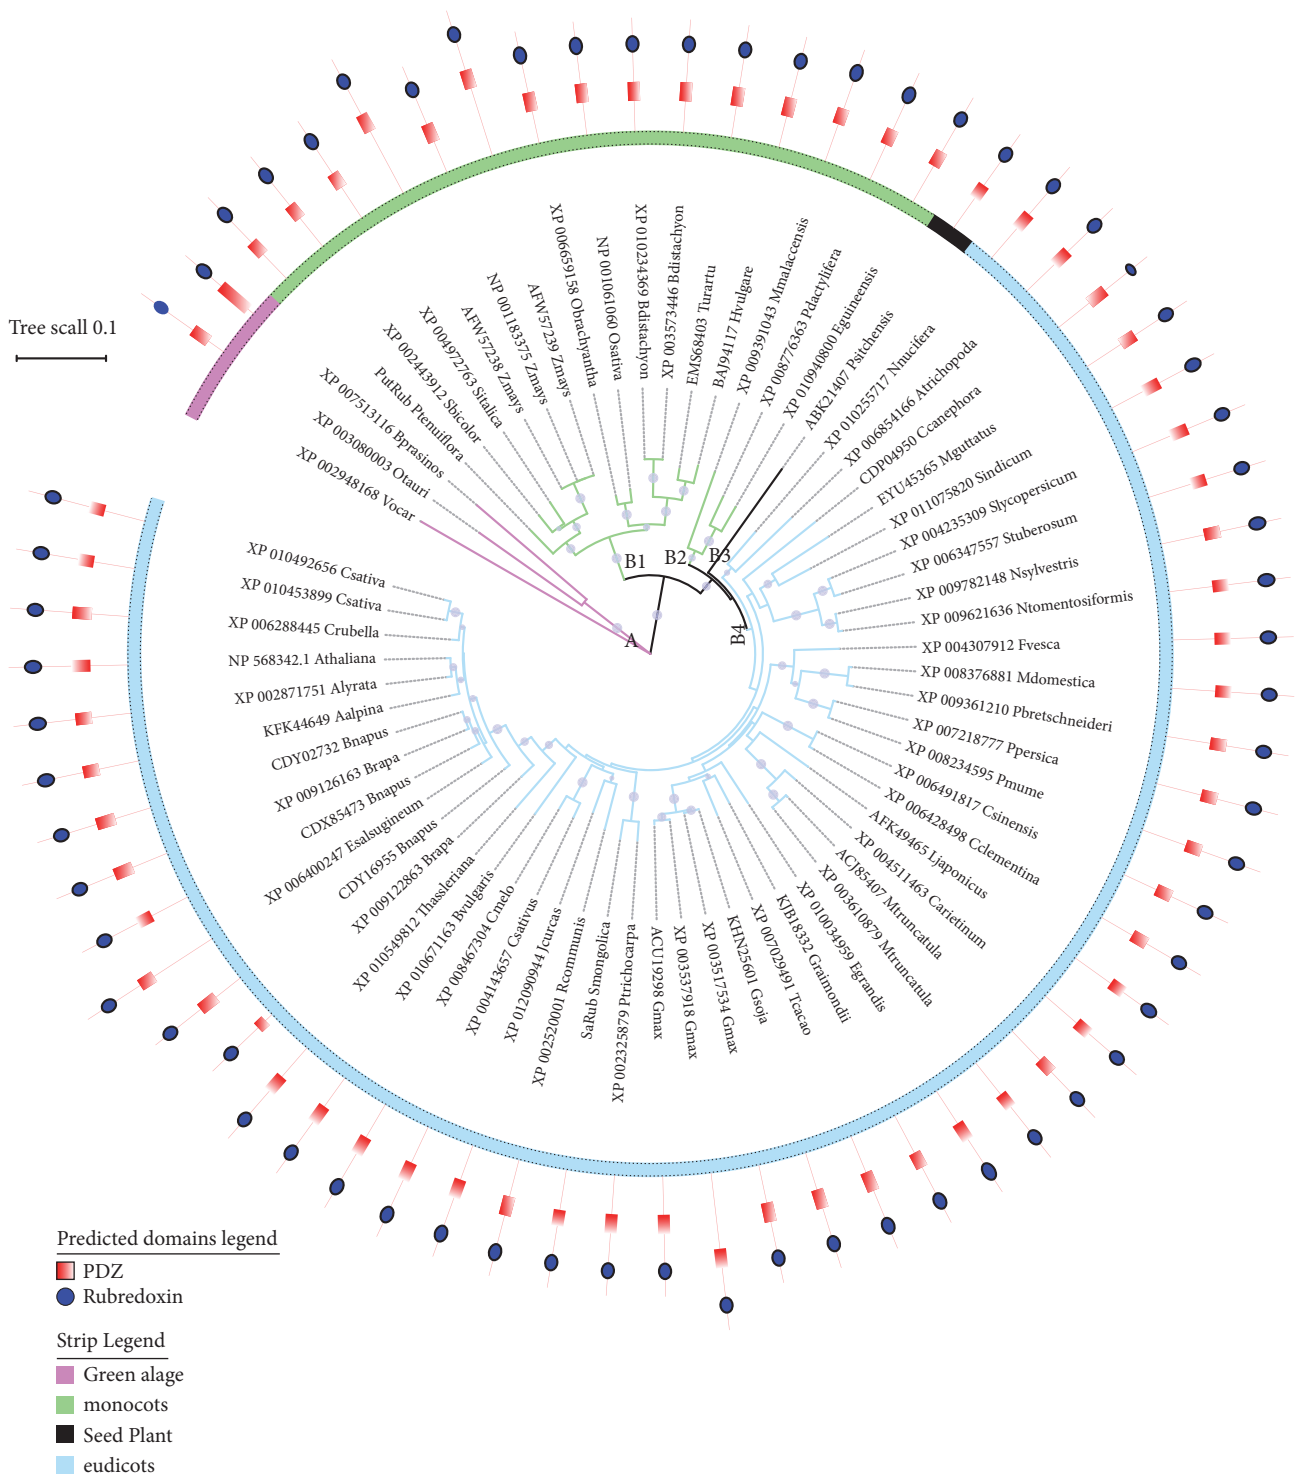 Tree scall 0.1
XP 002948168 Vocar
XP 003080003 Otauri
XP 007513116 Bprasinos
PutRub Ptenuiflora
XP 002443912 Sbicolor
XP 004972763 Sitalica
AFW57238 Zmays
NP 001183375 Zmays
AFW57239 Zmays
XP 006659158 Obrachyantha
NP 001061060 Osativa
XP 010234369 Bdistachyon
XP 003573446 Bdistachyon
EMS68403 Turartu
BAJ94117 Hvulgare
XP 009391043 Mmalaccensis
XP 008776363 Pdactylifera
XP 010940800 Eguineensis
ABK21407 Psitchensis
XP 010255717 Nnucifera
XP 006854166 Atrichopoda
CDP04950 Ccanephora
EYU45365 Mguttatus
XP 011075820 Sindicum
XP 004235309 Slycopersicum
XP 006347557 Stuberosum
XP 009782148 Nsylvestris
XP 009621636 Ntomentosiformis
XP 004307912 Fvesca
XP 008376881 Mdomestica
XP 009361210 Pbretschneideri
XP 007218777 Ppersica
XP 008234595 Pmume
XP 006491817 Csinensis
XP 006428498 Cclementina
AFK49465 Ljaponicus
XP 004511463 Carietinum
ACJ85407 Mtruncatula
XP 003610879 Mtruncatula
XP 010034959 Egrandis
KJB18332 Graimondii
XP 007029491 Tcacao
KHN25601 Gsoja
XP 003517534 Gmax
XP 003537918 Gmax
ACU19298 Gmax
XP 002325879 Ptrichocarpa
SaRub Smongolica
XP 002520001 Rcommunis
XP 012090944 Jcurcas
XP 004143657 Csativus
XP 008467304 Cmelo
XP 010671163 Bvulgaris
XP 010549812 Thassleriana
XP 009122863 Brapa
CDY16955 Bnapus
XP 006400247 Esalsugineum
CDX85473 Bnapus
XP 009126163 Brapa
CDY02732 Bnapus
KFK44649 Aalpina
XP 002871751 Alyrata
NP 568342.1 Athaliana
XP 006288445 Crubella
XP 010453899 Csativa
XP 010492656 Csativa
A
B1
B2
B3
B4
Predicted domains legend
PDZ
Rubredoxin
Strip Legend
Green alage
monocots
Seed Plant
eudicots